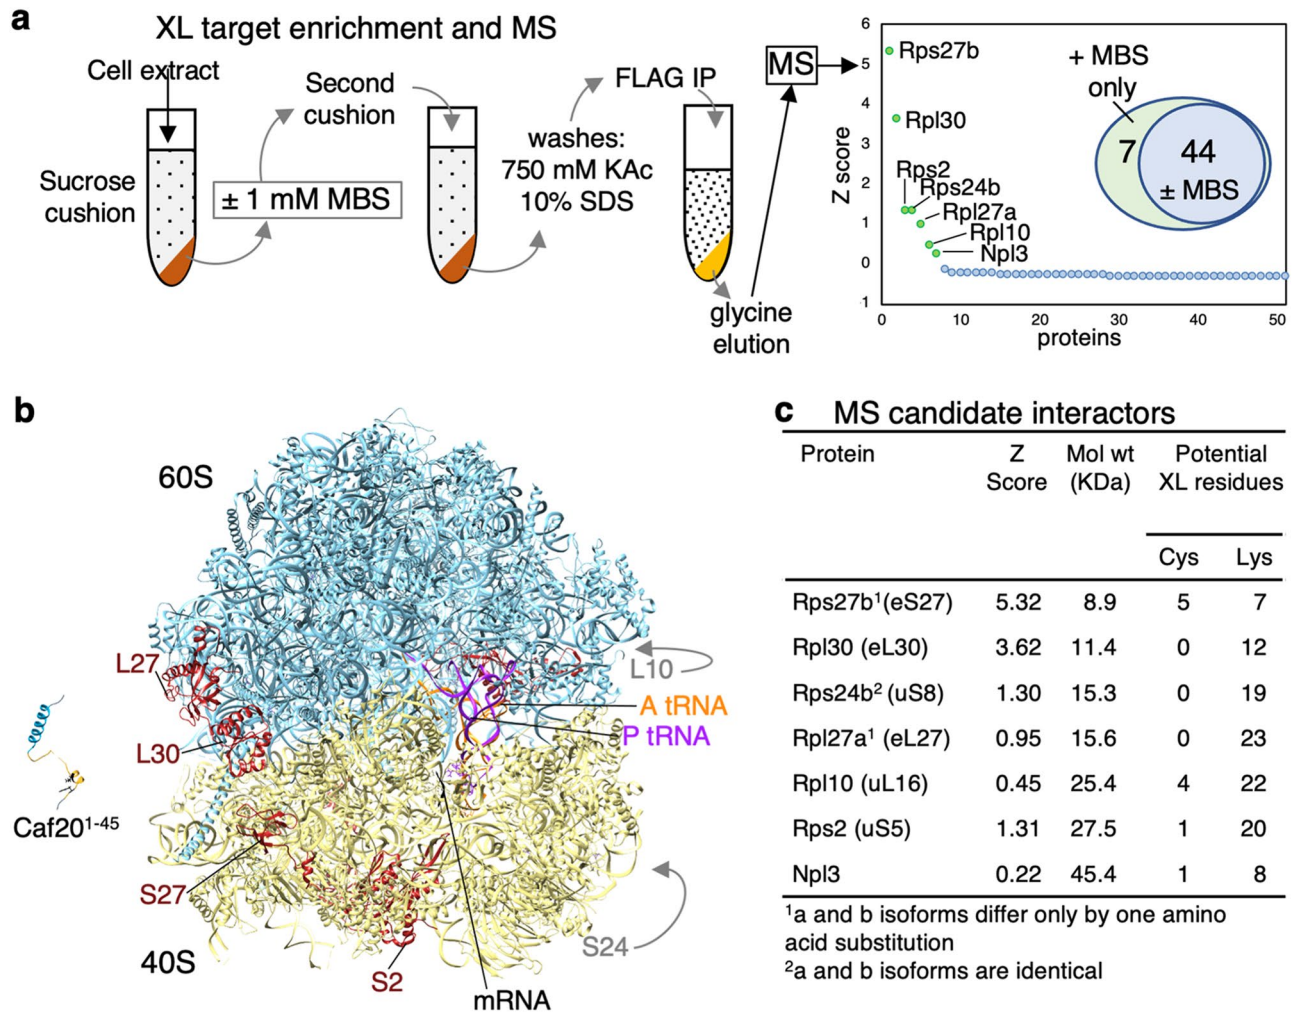 a
XL target enrichment and MS
Cell extract
Sucrose
cushion
± 1 mM MBS
Second
cushion
washes:
750 mM KAc
10% SDS
FLAG IP
glycine
elution
MS
6
5
4
3
2
1
0
-1
Z score
0
10
20
30
40
50
proteins
Rps27b
Rpl30
Rps2
Rps24b
Rpl27a
Rpl10
Npl3
+ MBS
only
7
44
± MBS
b
60S
L27
L30
Caf20¹⁻⁴⁵
S27
40S
S2
mRNA
S24
L10
A tRNA
P tRNA
c MS candidate interactors
Protein Z Score Mol wt (KDa) Potential XL residues
Cys Lys
Rps27b¹(eS27) 5.32 8.9 5 7
Rpl30 (eL30) 3.62 11.4 0 12
Rps24b² (uS8) 1.30 15.3 0 19
Rpl27a¹ (eL27) 0.95 15.6 0 23
Rpl10 (uL16) 0.45 25.4 4 22
Rps2 (uS5) 1.31 27.5 1 20
Npl3 0.22 45.4 1 8
¹a and b isoforms differ only by one amino
acid substitution
²a and b isoforms are identical